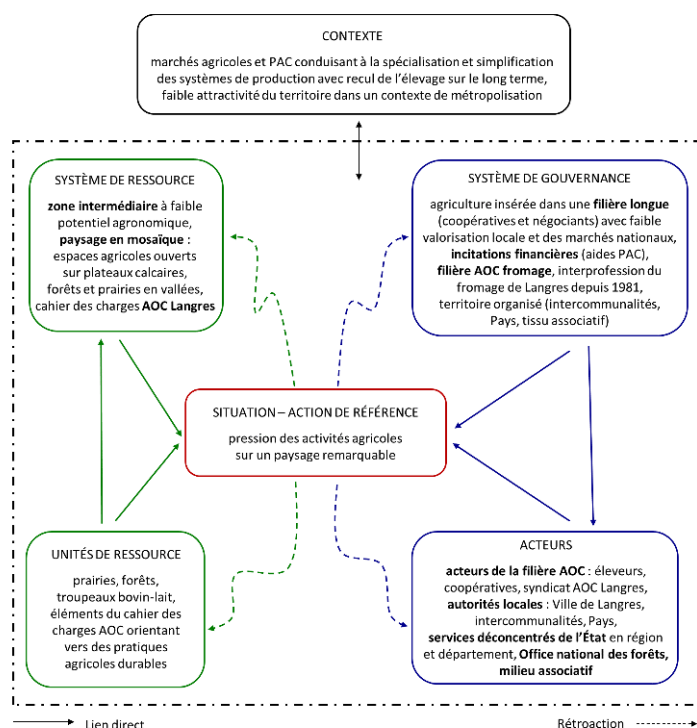 CONTEXTE
marchés agricoles et PAC conduisant à la spécialisation et simplification
des systèmes de production avec recul de l'élevage sur le long terme,
faible attractivité du territoire dans un contexte de métropolisation
SYSTÈME DE RESSOURCE
zone intermédiaire à faible
potentiel agronomique,
paysage en mosaïque :
espaces agricoles ouverts
sur plateaux calcaires,
forêts et prairies en vallées,
cahier des charges AOC Langres
SYSTÈME DE GOUVERNANCE
agriculture insérée dans une filière longue
(coopératives et négociants) avec faible
valorisation locale et des marchés nationaux,
incitations financières (aides PAC),
filière AOC fromage, interprofession du
fromage de Langres depuis 1981,
territoire organisé (intercommunalités,
Pays, tissu associatif)
SITUATION – ACTION DE RÉFÉRENCE
pression des activités agricoles
sur un paysage remarquable
UNITÉS DE RESSOURCE
prairies, forêts,
troupeaux bovin-lait,
éléments du cahier des
charges AOC orientant
vers des pratiques
agricoles durables
ACTEURS
acteurs de la filière AOC : éleveurs,
coopératives, syndicat AOC Langres,
autorités locales : Ville de Langres,
intercommunalités, Pays,
services déconcentrés de l'État en région
et département, Office national des forêts,
milieu associatif
Lien direct
Rétroaction